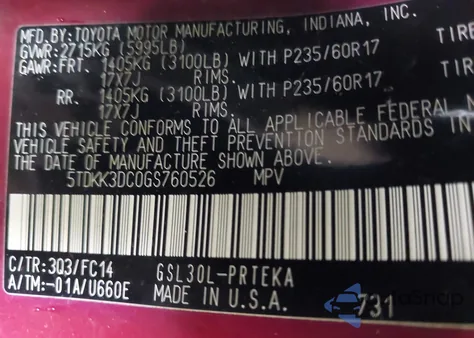 MFD.BY: TOYOTA MOTOR MANUFACTURING, INDIANA, INC.
GVWR: 2715KG (5995LB)
GAWR:FRT. 1405KG (3100LB) WITH P235/60R17 TIRE
17X7J RIMS.
RR. 1405KG (3100LB) WITH P235/60R17 TIRE
17X7J RIMS.
THIS VEHICLE CONFORMS TO ALL APPLICABLE FEDERAL
VEHICLE SAFETY AND THEFT PREVENTION STANDARDS IN
THE DATE OF MANUFACTURE SHOWN ABOVE.
5TDKK3DC0GS760526 MPV
C/TR: 3Q3/FC14 GSL30L-PRTEKA
A/TM:-01A/U660E MADE IN U.S.A. 731